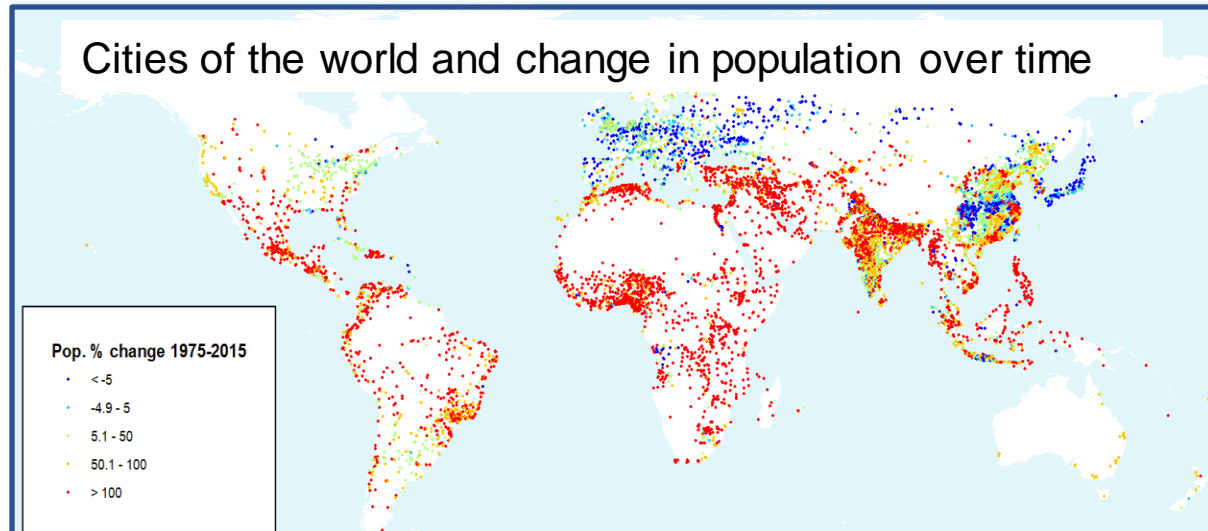 Cities of the world and change in population over time
Pop. % change 1975-2015
< -5
-4.9 - 5
5.1 - 50
50.1 - 100
> 100